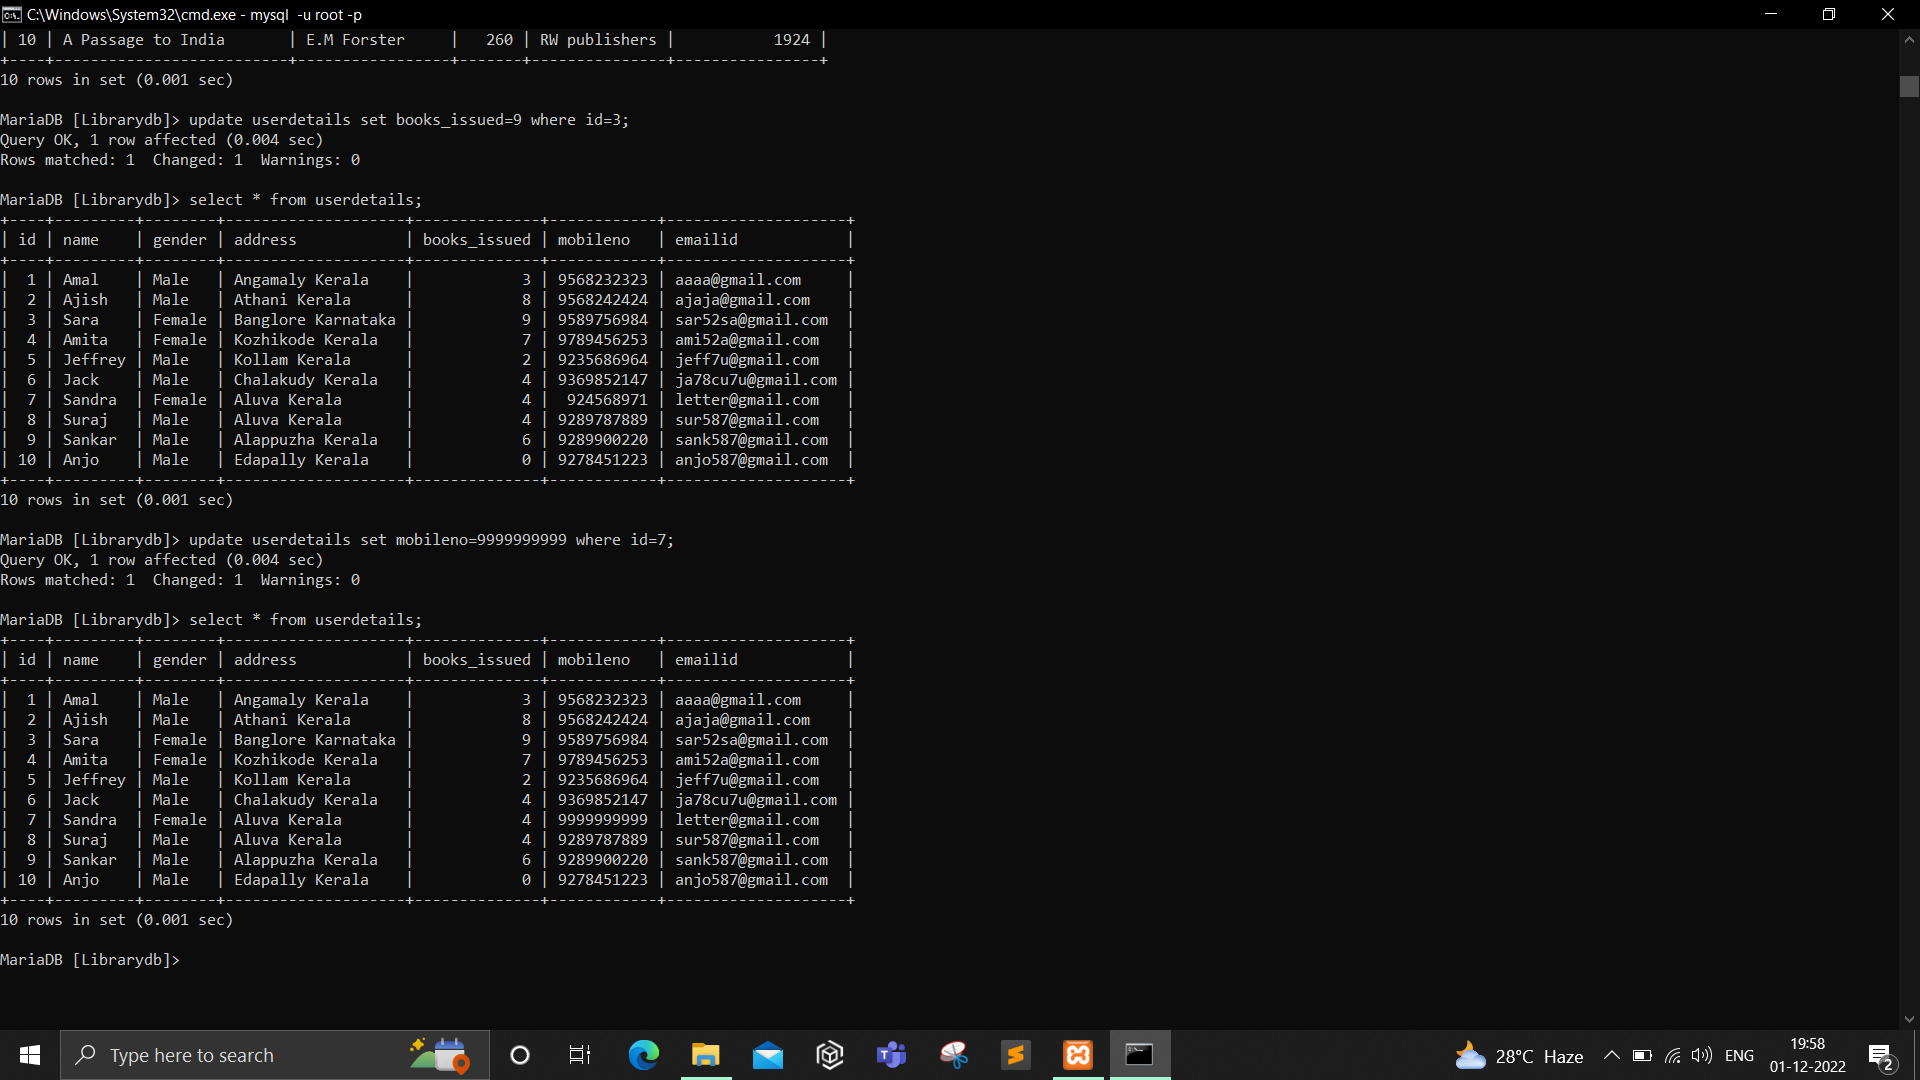 C:\Windows\System32\cmd.exe - mysql  -u root -p
| 10 | A Passage to India       | E.M Forster     |   260 | RW publishers |           1924 |
+----+--------------------------+-----------------+-------+---------------+----------------+
10 rows in set (0.001 sec)
MariaDB [Librarydb]> update userdetails set books_issued=9 where id=3;
Query OK, 1 row affected (0.004 sec)
Rows matched: 1  Changed: 1  Warnings: 0
MariaDB [Librarydb]> select * from userdetails;
+----+---------+--------+--------------------+--------------+------------+--------------------+
| id | name    | gender | address            | books_issued | mobileno   | emailid            |
+----+---------+--------+--------------------+--------------+------------+--------------------+
|  1 | Amal    | Male   | Angamaly Kerala    |            3 | 9568232323 | aaaa@gmail.com     |
|  2 | Ajish   | Male   | Athani Kerala      |            8 | 9568242424 | ajaja@gmail.com    |
|  3 | Sara    | Female | Banglore Karnataka |            9 | 9589756984 | sar52sa@gmail.com  |
|  4 | Amita   | Female | Kozhikode Kerala   |            7 | 9789456253 | ami52a@gmail.com   |
|  5 | Jeffrey | Male   | Kollam Kerala      |            2 | 9235686964 | jeff7u@gmail.com   |
|  6 | Jack    | Male   | Chalakudy Kerala   |            4 | 9369852147 | ja78cu7u@gmail.com |
|  7 | Sandra  | Female | Aluva Kerala       |            4 |  924568971 | letter@gmail.com   |
|  8 | Suraj   | Male   | Aluva Kerala       |            4 | 9289787889 | sur587@gmail.com   |
|  9 | Sankar  | Male   | Alappuzha Kerala   |            6 | 9289900220 | sank587@gmail.com  |
| 10 | Anjo    | Male   | Edapally Kerala    |            0 | 9278451223 | anjo587@gmail.com  |
+----+---------+--------+--------------------+--------------+------------+--------------------+
10 rows in set (0.001 sec)
MariaDB [Librarydb]> update userdetails set mobileno=9999999999 where id=7;
Query OK, 1 row affected (0.004 sec)
Rows matched: 1  Changed: 1  Warnings: 0
MariaDB [Librarydb]> select * from userdetails;
+----+---------+--------+--------------------+--------------+------------+--------------------+
| id | name    | gender | address            | books_issued | mobileno   | emailid            |
+----+---------+--------+--------------------+--------------+------------+--------------------+
|  1 | Amal    | Male   | Angamaly Kerala    |            3 | 9568232323 | aaaa@gmail.com     |
|  2 | Ajish   | Male   | Athani Kerala      |            8 | 9568242424 | ajaja@gmail.com    |
|  3 | Sara    | Female | Banglore Karnataka |            9 | 9589756984 | sar52sa@gmail.com  |
|  4 | Amita   | Female | Kozhikode Kerala   |            7 | 9789456253 | ami52a@gmail.com   |
|  5 | Jeffrey | Male   | Kollam Kerala      |            2 | 9235686964 | jeff7u@gmail.com   |
|  6 | Jack    | Male   | Chalakudy Kerala   |            4 | 9369852147 | ja78cu7u@gmail.com |
|  7 | Sandra  | Female | Aluva Kerala       |            4 | 9999999999 | letter@gmail.com   |
|  8 | Suraj   | Male   | Aluva Kerala       |            4 | 9289787889 | sur587@gmail.com   |
|  9 | Sankar  | Male   | Alappuzha Kerala   |            6 | 9289900220 | sank587@gmail.com  |
| 10 | Anjo    | Male   | Edapally Kerala    |            0 | 9278451223 | anjo587@gmail.com  |
+----+---------+--------+--------------------+--------------+------------+--------------------+
10 rows in set (0.001 sec)
MariaDB [Librarydb]>
Type here to search
28°C Haze
ENG
19:58
01-12-2022
2